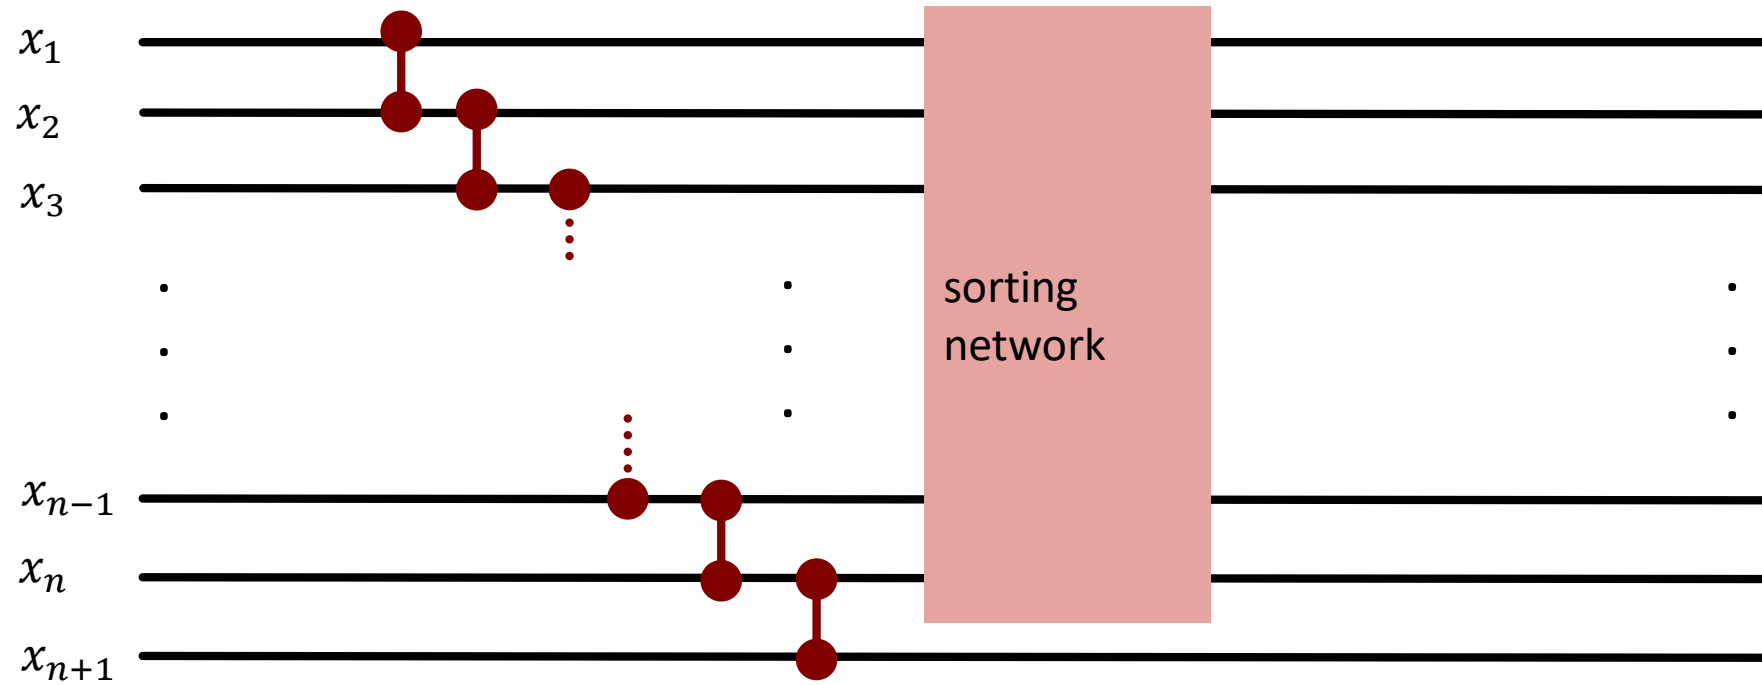 x₁
x₂
x₃
sorting
network
xₙ₋₁
xₙ
xₙ₊₁